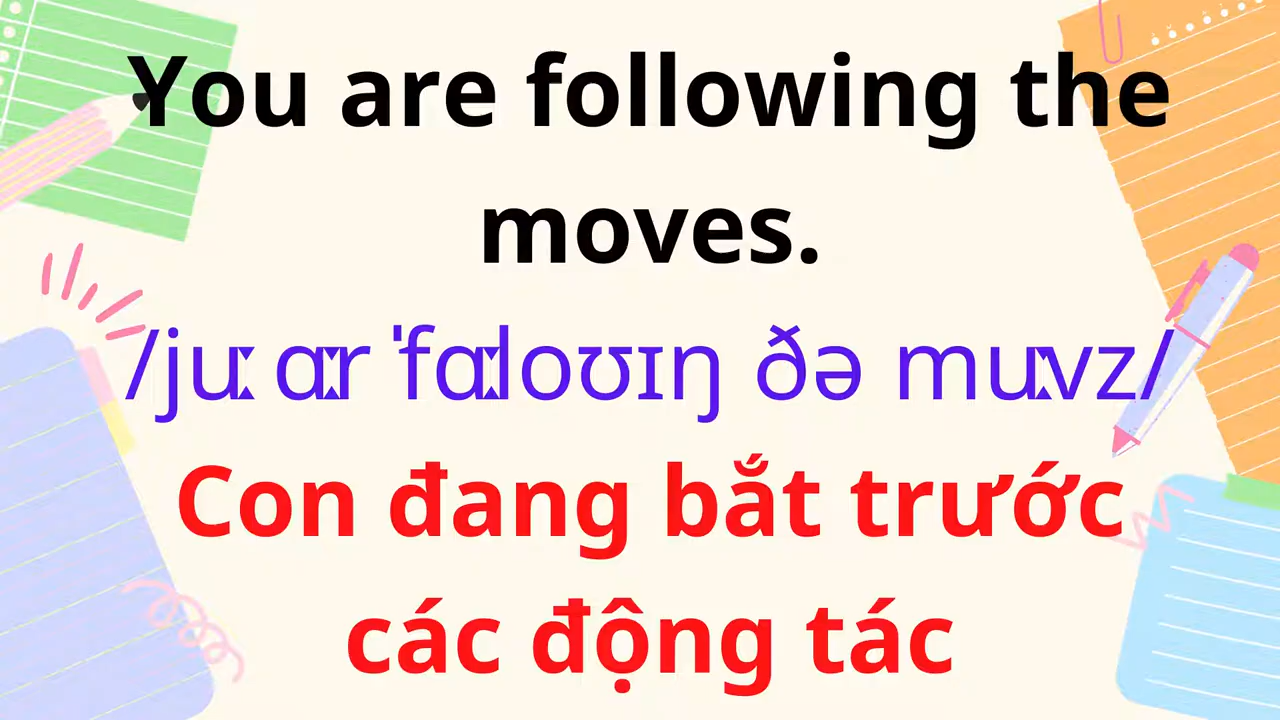 You are following the
moves.
/juː ɑːr ˈfɑːloʊɪŋ ðə muːvz/
Con đang bắt trước
các động tác